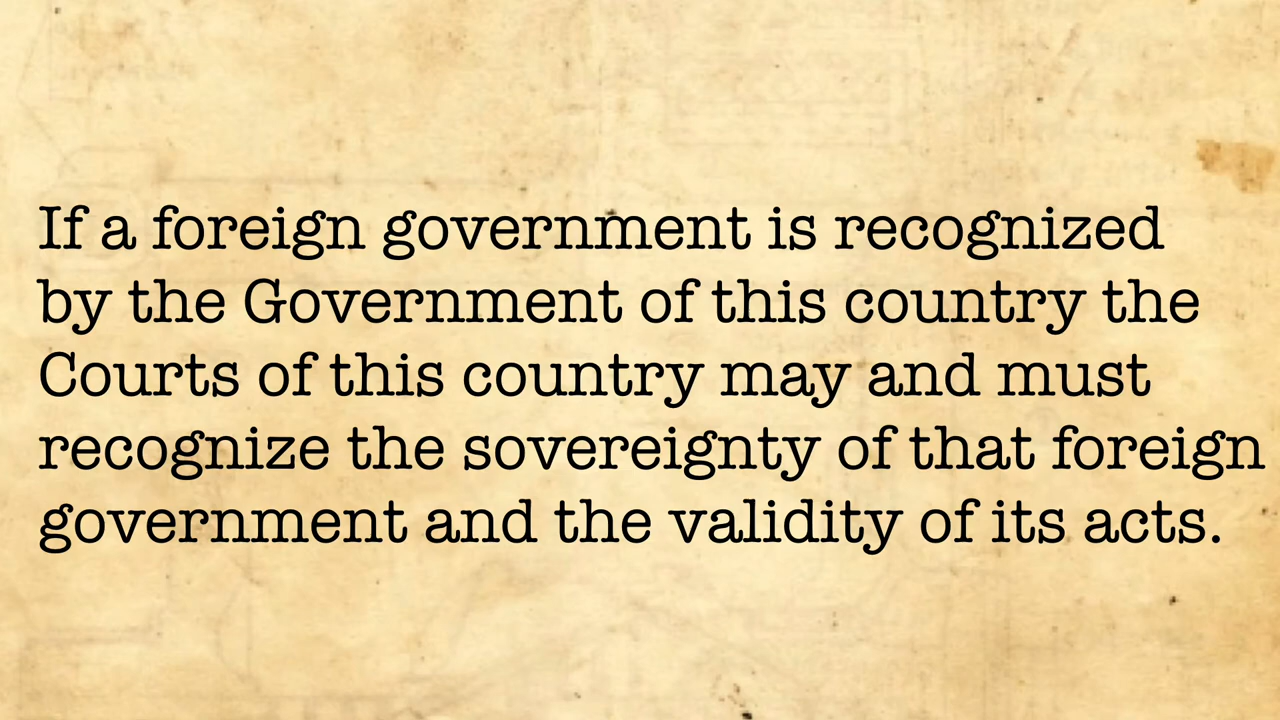 If a foreign government is recognized
by the Government of this country the
Courts of this country may and must
recognize the sovereignty of that foreign
government and the validity of its acts.